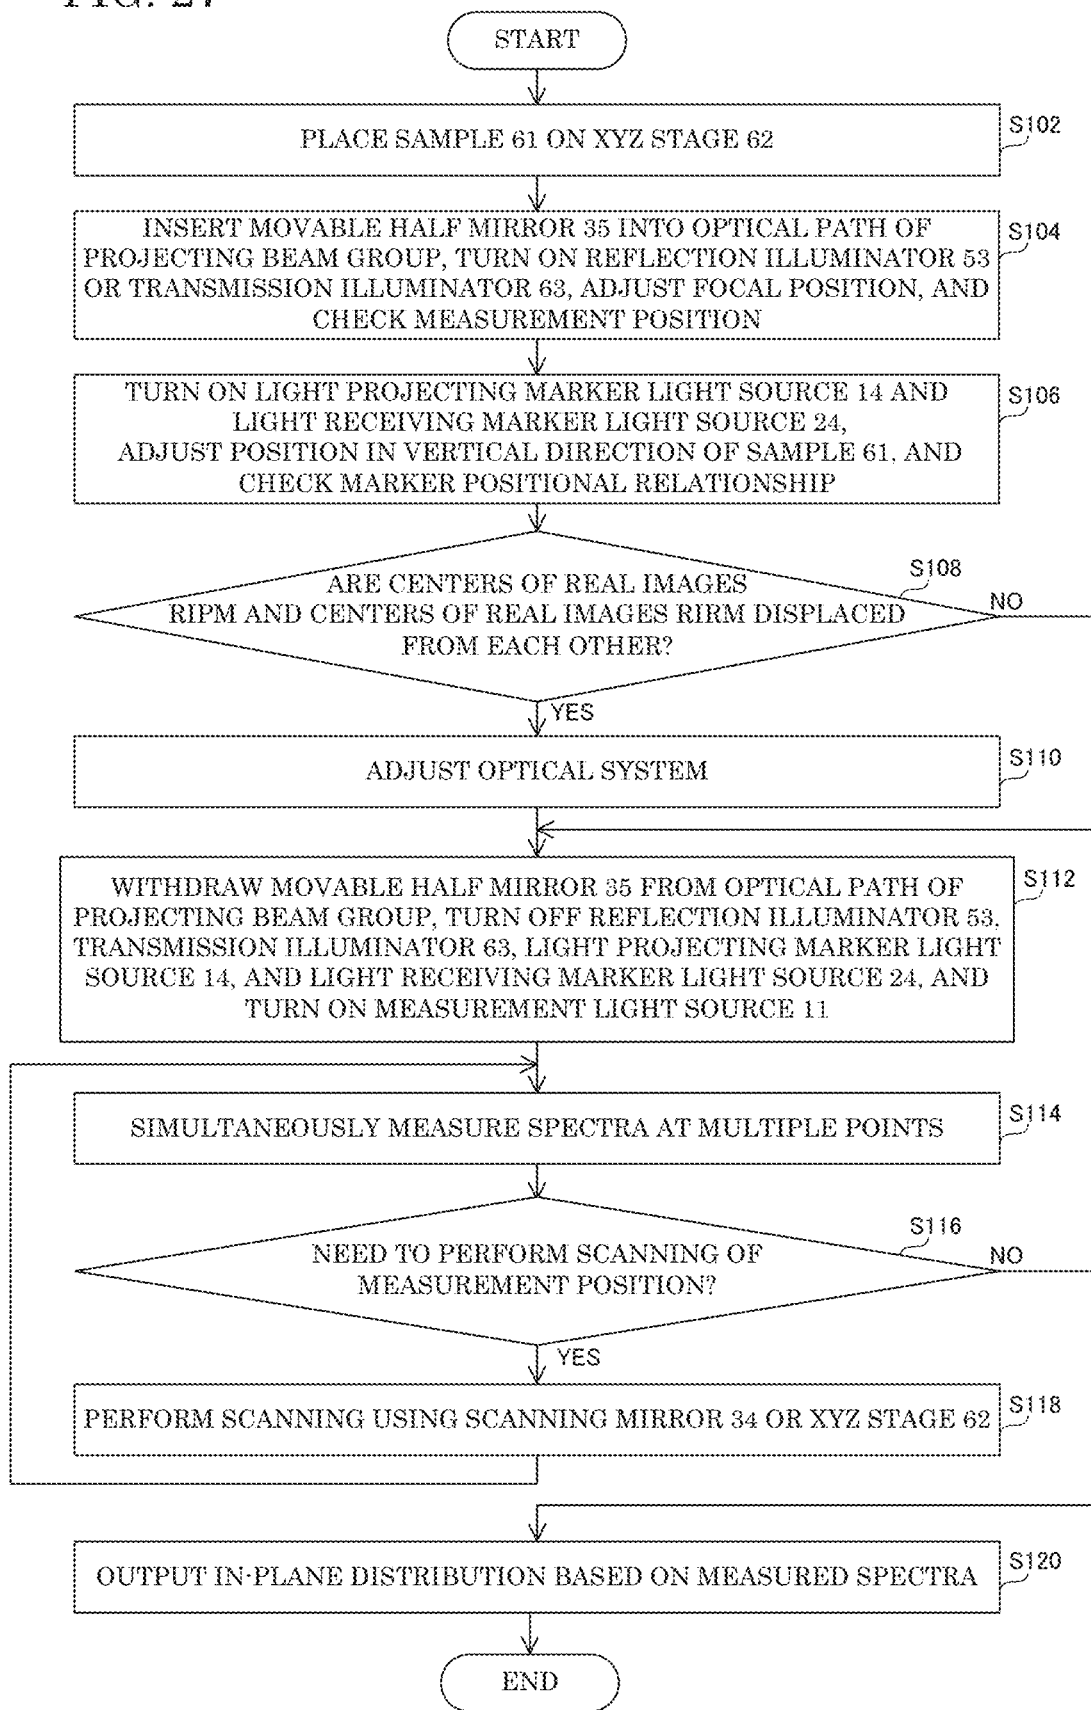 FIG. 27
START
PLACE SAMPLE 61 ON XYZ STAGE 62
S102
INSERT MOVABLE HALF MIRROR 35 INTO OPTICAL PATH OF
PROJECTING BEAM GROUP, TURN ON REFLECTION ILLUMINATOR 53
OR TRANSMISSION ILLUMINATOR 63, ADJUST FOCAL POSITION, AND
CHECK MEASUREMENT POSITION
S104
TURN ON LIGHT PROJECTING MARKER LIGHT SOURCE 14 AND
LIGHT RECEIVING MARKER LIGHT SOURCE 24,
ADJUST POSITION IN VERTICAL DIRECTION OF SAMPLE 61, AND
CHECK MARKER POSITIONAL RELATIONSHIP
S106
ARE CENTERS OF REAL IMAGES
RIPM AND CENTERS OF REAL IMAGES RIRM DISPLACED
FROM EACH OTHER?
S108
NO
YES
ADJUST OPTICAL SYSTEM
S110
WITHDRAW MOVABLE HALF MIRROR 35 FROM OPTICAL PATH OF
PROJECTING BEAM GROUP, TURN OFF REFLECTION ILLUMINATOR 53,
TRANSMISSION ILLUMINATOR 63, LIGHT PROJECTING MARKER LIGHT
SOURCE 14, AND LIGHT RECEIVING MARKER LIGHT SOURCE 24, AND
TURN ON MEASUREMENT LIGHT SOURCE 11
S112
SIMULTANEOUSLY MEASURE SPECTRA AT MULTIPLE POINTS
S114
NEED TO PERFORM SCANNING OF
MEASUREMENT POSITION?
S116
NO
YES
PERFORM SCANNING USING SCANNING MIRROR 34 OR XYZ STAGE 62
S118
OUTPUT IN-PLANE DISTRIBUTION BASED ON MEASURED SPECTRA
S120
END